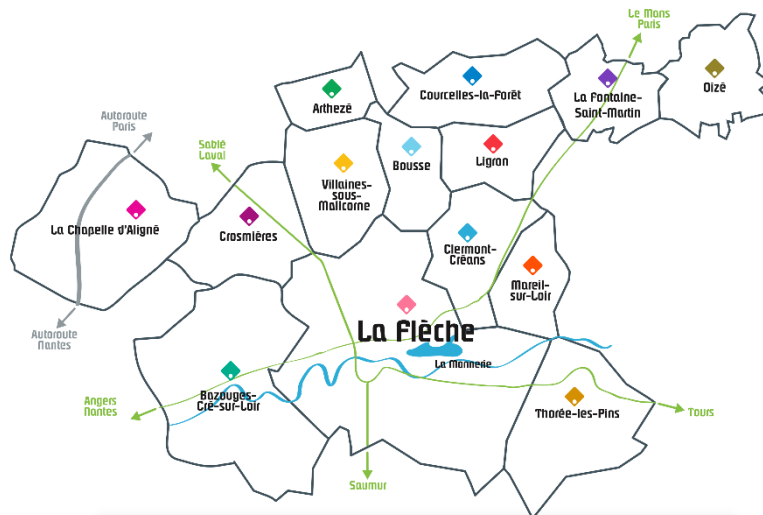 Le Mans
Paris
Arthezé
Courcelles-la-Forêt
La Fontaine-
Saint-Martin
Oizé
Autoroute
Paris
Sablé
Laval
Bousse
Ligron
Villaines-
sous-
Malicorne
La Chapelle d'Aligné
Crosmières
Clermont-
Créans
Mareil-
sur-Loir
Autoroute
Nantes
La Flèche
La Monnerie
Bazouges-
Cré-sur-Loir
Angers
Nantes
Thorée-les-Pins
Tours
Saumur